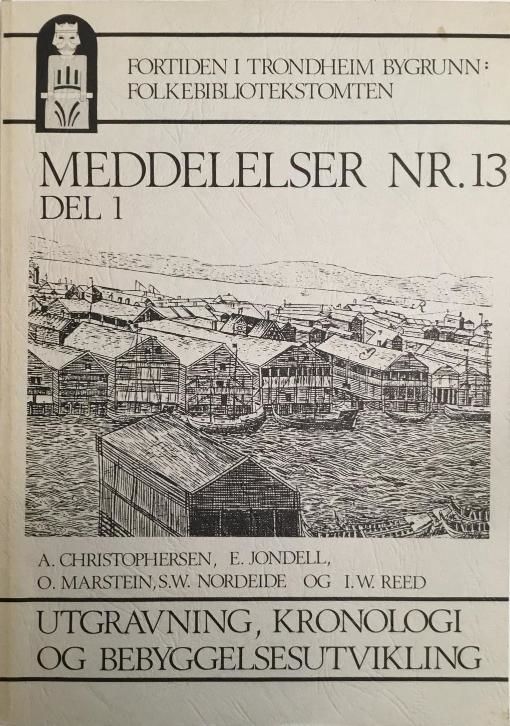 FORTIDEN I TRONDHEIM BYGRUNN:
FOLKEBIBLIOTEKSTOMTEN
MEDDELELSER NR. 13
DEL 1
A. CHRISTOPHERSEN, E. JONDELL,
O. MARSTEIN, S.W. NORDEIDE OG I.W. REED
UTGRAVNING, KRONOLOGI
OG BEBYGGELSESUTVIKLING